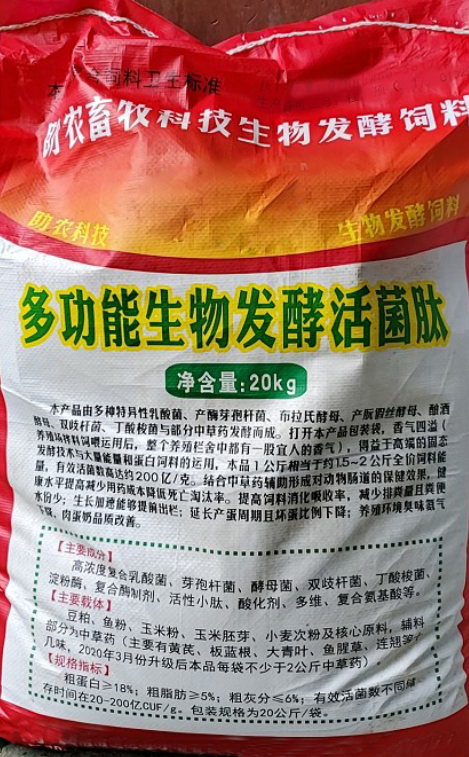 本 饲料卫生标准
助农畜牧科技生物发酵饲料
助农科技
生物发酵饲料
多功能生物发酵活菌肽
净含量:20kg
本产品由多种特异性乳酸菌、产酶芽孢杆菌、布拉氏酵母、产朊假丝酵母、酿酒
酵母、双歧杆菌、丁酸梭菌与部分中草药发酵而成。打开本产品包装袋,香气四溢(
养殖场拌料饲喂运用后,整个养殖栏舍中都有一股宜人的香气),得益于高端的固态
发酵技术与大量能量和蛋白饲料的运用,本品1公斤相当于约1.5~2公斤全价饲料能
量,有效活菌数高达约200亿/克。结合中草药辅助形成对动物肠道的保健效果,健
康水平提高减少用药成本降低死亡淘汰率。提高饲料消化吸收率,减少排粪量且粪便
水份少;生长加速能够提前出栏;延长产蛋周期且坏蛋比例下降;养殖环境臭味氨气
下降,肉蛋奶品质改善。
【主要成分】
高浓度复合乳酸菌、芽孢杆菌、酵母菌、双歧杆菌、丁酸梭菌、
淀粉酶、复合酶制剂、活性小肽、酸化剂、多维、复合氨基酸等。
【主要载体】
豆粕、鱼粉、玉米粉、玉米胚芽、小麦次粉及核心原料,辅料
部分为中草药(主要有黄芪、板蓝根、大青叶、鱼腥草、连翘等
几味,2020年3月份升级后本品每袋不少于2公斤中草药)
【规格指标】
粗蛋白≥18%;粗脂肪≥5%;粗灰分≤6%;有效活菌数不同储
存时间在20-200亿CUF/g。包装规格为20公斤/袋。